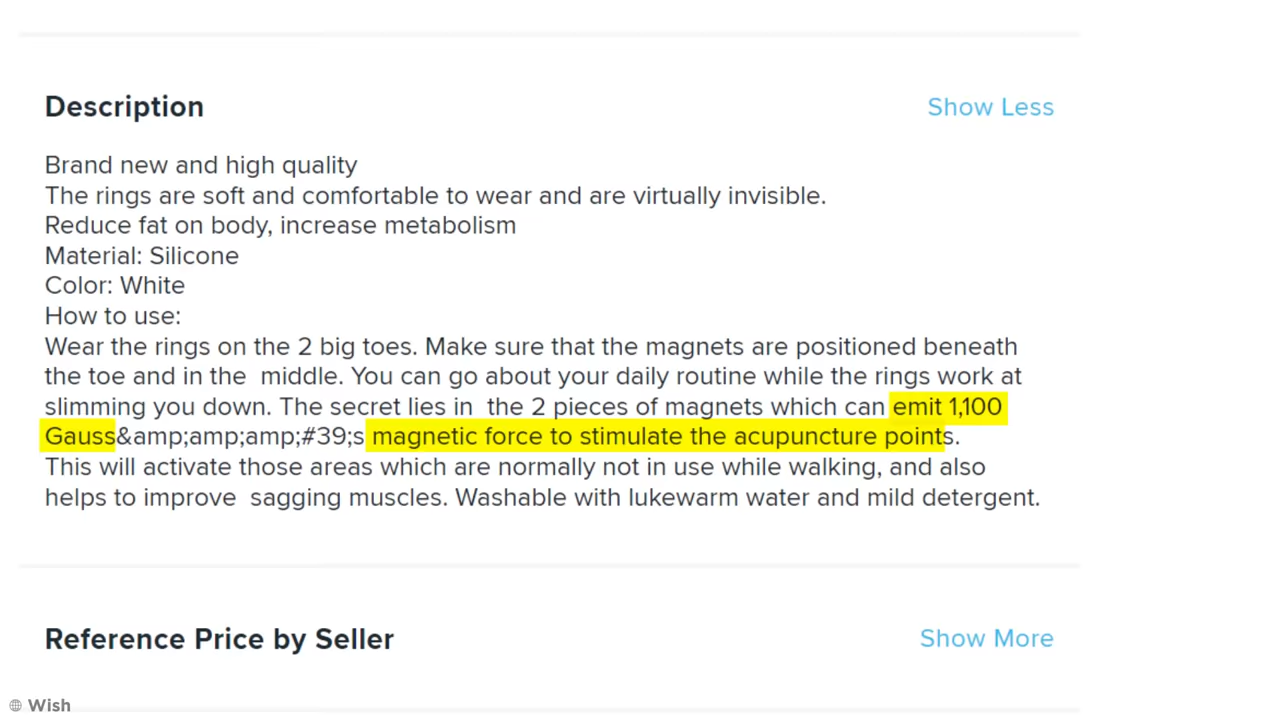 Description
Show Less
Brand new and high quality
The rings are soft and comfortable to wear and are virtually invisible.
Reduce fat on body, increase metabolism
Material: Silicone
Color: White
How to use:
Wear the rings on the 2 big toes. Make sure that the magnets are positioned beneath
the toe and in the  middle. You can go about your daily routine while the rings work at
slimming you down. The secret lies in  the 2 pieces of magnets which can emit 1,100
Gauss&amp;amp;amp;#39;s magnetic force to stimulate the acupuncture points.
This will activate those areas which are normally not in use while walking, and also
helps to improve  sagging muscles. Washable with lukewarm water and mild detergent.
Reference Price by Seller
Show More
Wish